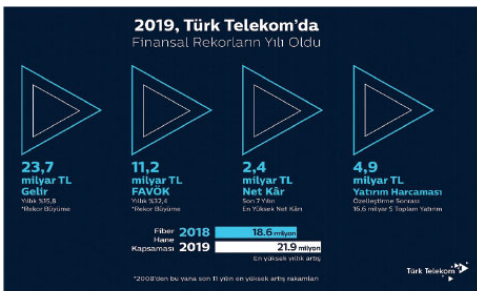 2019, Türk Telekom'da
Finansal Rekorların Yılı Oldu
23,7
milyar TL
Gelir
Yıllık %15,8
*Rekor Büyüme
11,2
milyar TL
FAVÖK
Yıllık %32,4
*Rekor Büyüme
2,4
milyar TL
Net Kâr
Son 7 Yılın
En Yüksek Net Kârı
4,9
milyar TL
Yatırım Harcaması
Özelleştirme Sonrası
16,6 milyar $ Toplam Yatırım
Fiber
Hane
Kapsaması
2018
18.6 milyon
2019
21.9 milyon
En yüksek yıllık artış
*2008'den bu yana son 11 yılın en yüksek artış rakamları
Türk Telekom